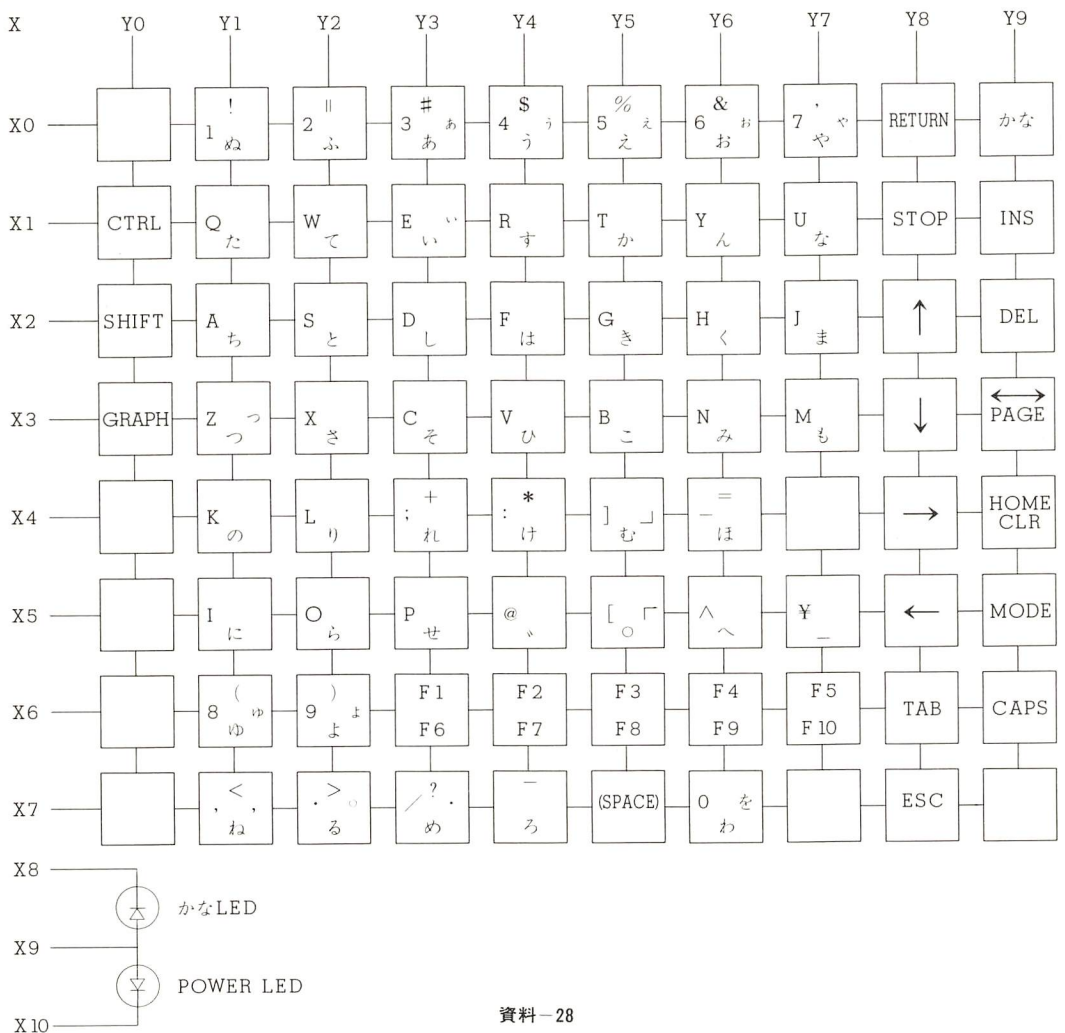 X Y0 Y1 Y2 Y3 Y4 Y5 Y6 Y7 Y8 Y9
! " # $ % & '
X0 1 2 3 ぁ 4 ぅ 5 ぇ 6 ぉ 7 ゃ RETURN かな
ぬ ふ あ う え お や
X1 CTRL Q W E ぃ R T Y U STOP INS
た て い す か ん な
X2 SHIFT A S D F G H J ↑ DEL
ち と し は き く ま
X3 GRAPH Z っ X C V B N M ↓ ↔ PAGE
つ さ そ ひ こ み も
+ * =
X4 K L ; : ] 」 － → HOME CLR
の り れ け む ほ
X5 I O P @ [ 「 ∧ ¥ ← MODE
に ら せ ゛ ○ へ _
( ) F1 F2 F3 F4 F5
X6 8 ゅ 9 ょ TAB CAPS
ゆ よ F6 F7 F8 F9 F10
< > ? ー
X7 , , . 。 / ・ (SPACE) 0 を ESC
ね る め ろ わ
X8
かなLED
X9
POWER LED
X10
資料－28